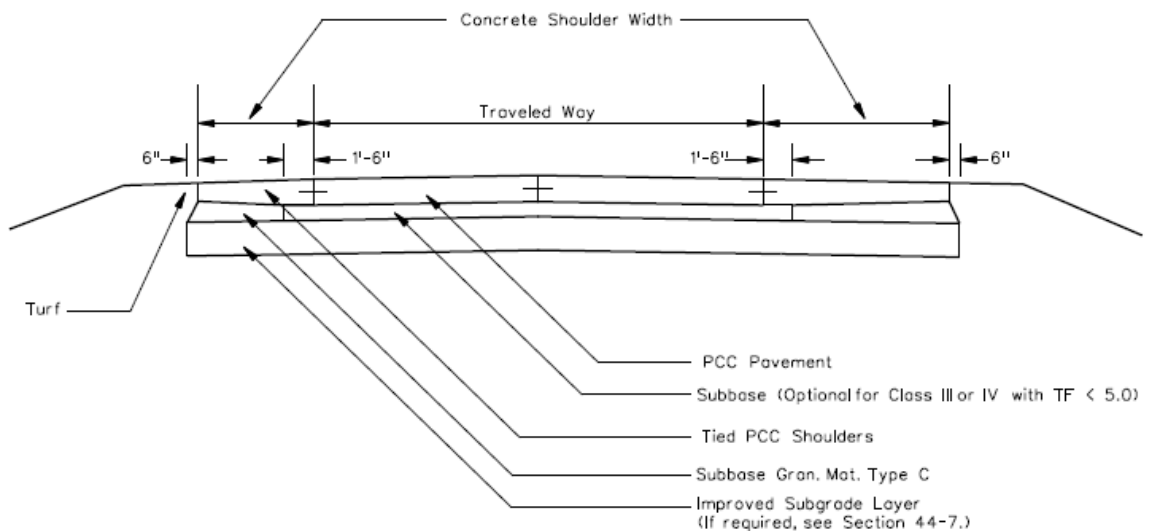 Concrete Shoulder Width
Traveled Way
6" 1'-6" 1'-6" 6"
Turf
PCC Pavement
Subbase (Optional for Class III or IV with TF < 5.0)
Tied PCC Shoulders
Subbase Gran. Mat. Type C
Improved Subgrade Layer
(If required, see Section 44-7.)